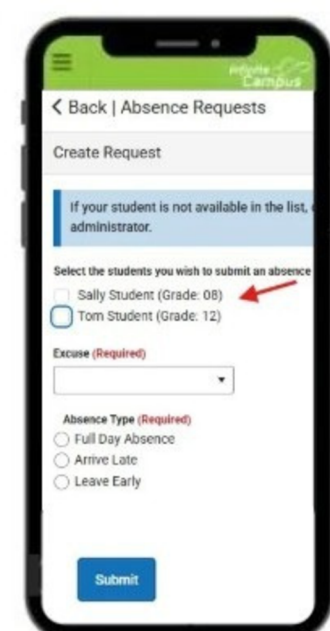 Infinite
Campus
Back | Absence Requests
Create Request
If your student is not available in the list,
administrator.
Select the students you wish to submit an absence
Sally Student (Grade: 08)
Tom Student (Grade: 12)
Excuse (Required)
Absence Type (Required)
Full Day Absence
Arrive Late
Leave Early
Submit